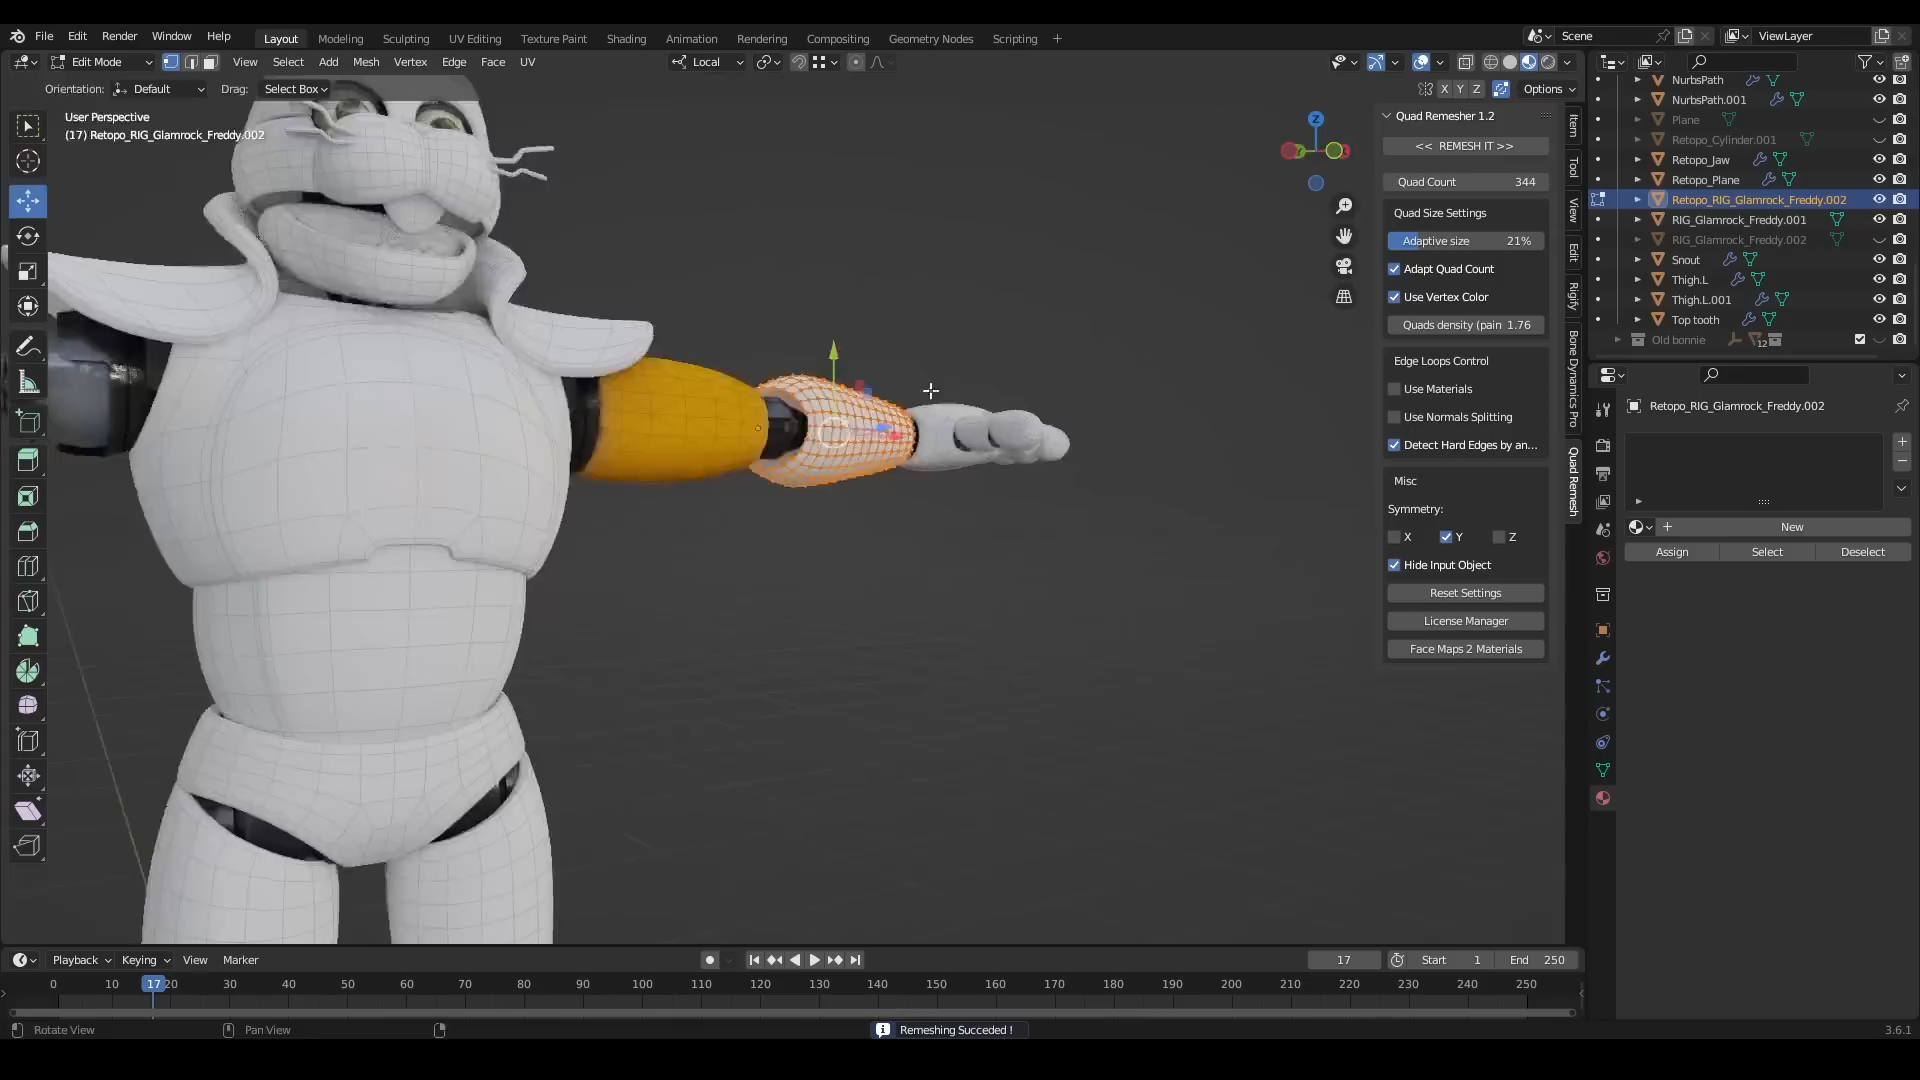 File Edit Render Window Help Layout Modeling Sculpting UV Editing Texture Paint Shading Animation Rendering Compositing Geometry Nodes Scripting + Scene ViewLayer
Edit Mode View Select Add Mesh Vertex Edge Face UV Local
Orientation: Default Drag: Select Box X Y Z Options
User Perspective
(17) Retopo_RIG_Glamrock_Freddy.002
Z
Quad Remesher 1.2
<< REMESH IT >>
Quad Count 344
Quad Size Settings
Adaptive size 21%
Adapt Quad Count
Use Vertex Color
Quads density (pain 1.76
Edge Loops Control
Use Materials
Use Normals Splitting
Detect Hard Edges by an...
Misc
Symmetry:
X Y Z
Hide Input Object
Reset Settings
License Manager
Face Maps 2 Materials
Item
Tool
View
Edit
Rigify
Bone Dynamics Pro
Quad Remesh
NurbsPath
NurbsPath.001
Plane
Retopo_Cylinder.001
Retopo_Jaw
Retopo_Plane
Retopo_RIG_Glamrock_Freddy.002
RIG_Glamrock_Freddy.001
RIG_Glamrock_Freddy.002
Snout
Thigh.L
Thigh.L.001
Top tooth
Old bonnie 12
Retopo_RIG_Glamrock_Freddy.002
New
Assign Select Deselect
Playback Keying View Marker 17 Start 1 End 250
0 10 17 20 30 40 50 60 70 80 90 100 110 120 130 140 150 160 170 180 190 200 210 220 230 240 250
Rotate View Pan View Remeshing Succeded ! 3.6.1